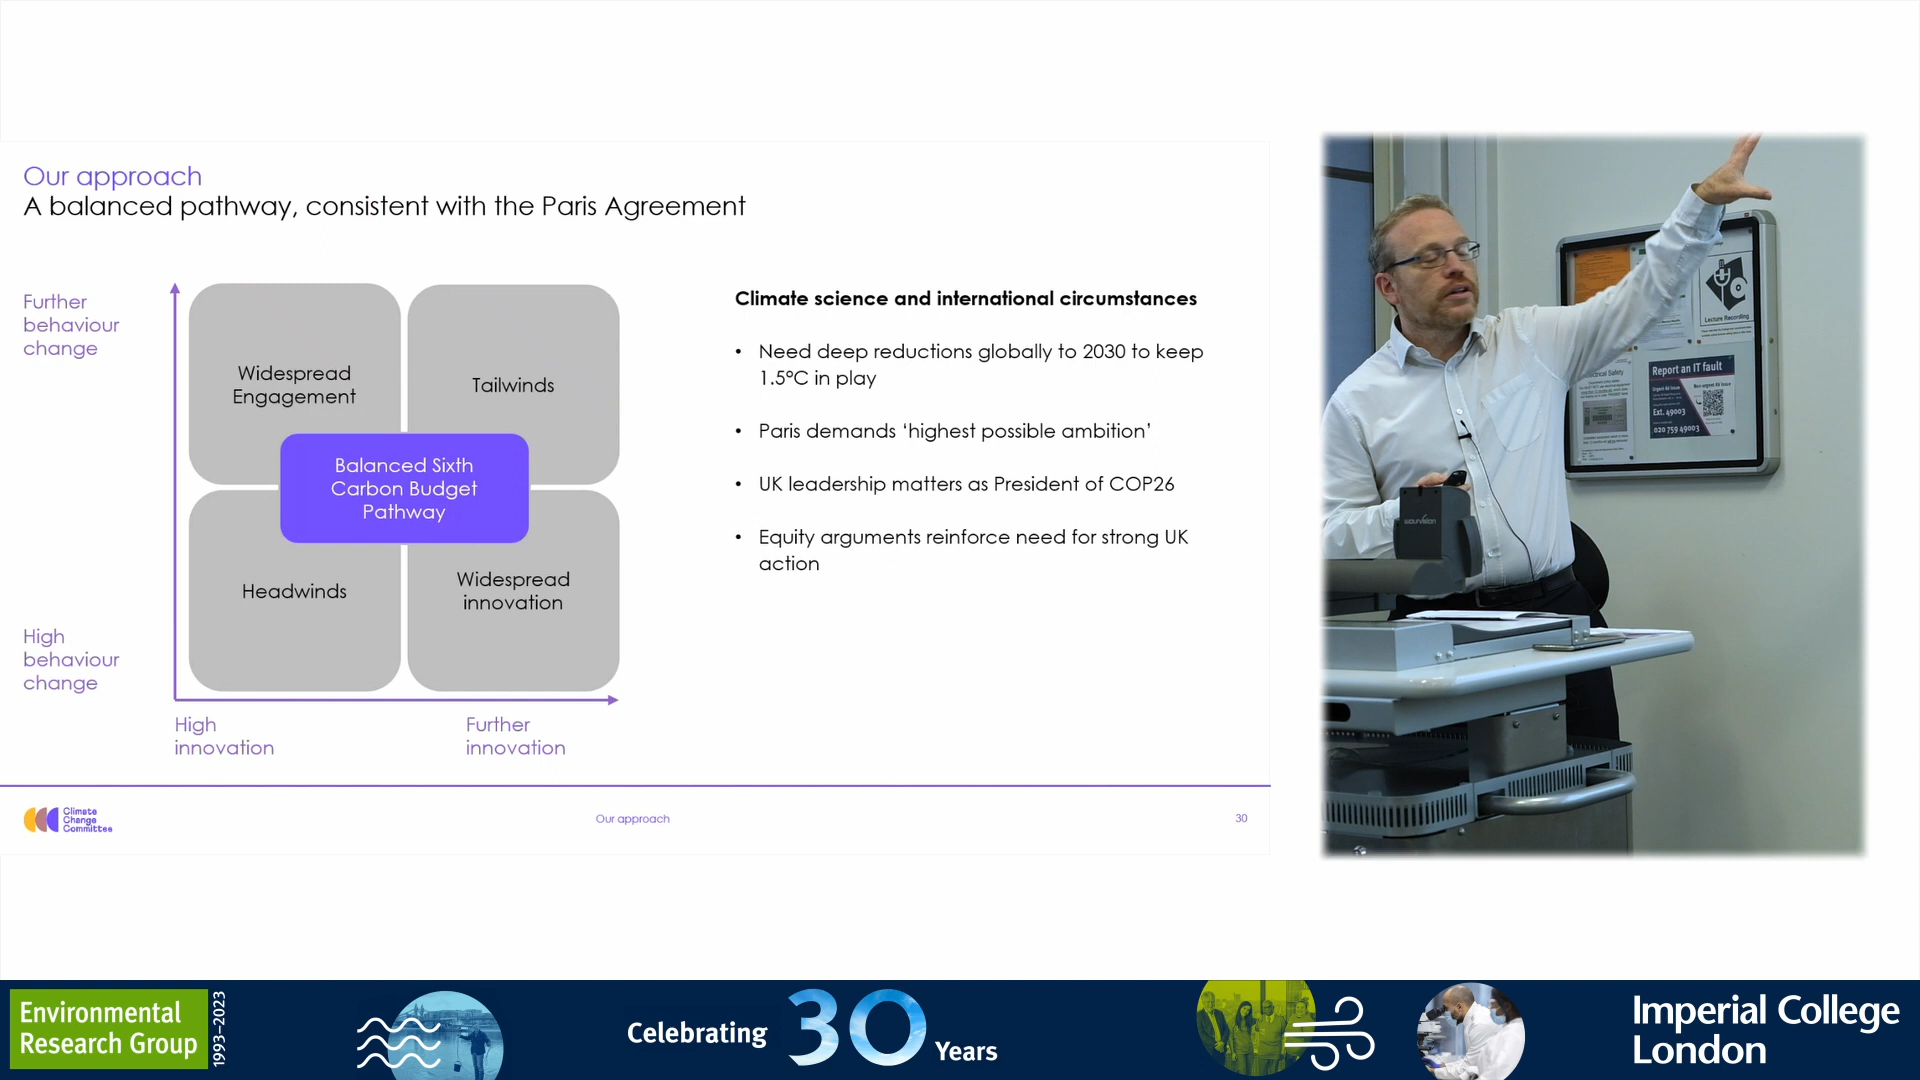 Our approach
A balanced pathway, consistent with the Paris Agreement
Further
behaviour
change
High
behaviour
change
Widespread
Engagement
Tailwinds
Balanced Sixth
Carbon Budget
Pathway
Headwinds
Widespread
innovation
High
innovation
Further
innovation
Climate science and international circumstances
• Need deep reductions globally to 2030 to keep
1.5°C in play
• Paris demands ‘highest possible ambition’
• UK leadership matters as President of COP26
• Equity arguments reinforce need for strong UK
action
Climate
Change
Committee
Our approach
30
Lecture Recording
Electrical Safety
Report an IT fault
Ext. 49003
020 759 49003
wolfvision
Environmental
Research Group
1993–2023
Celebrating 30 Years
Imperial College
London